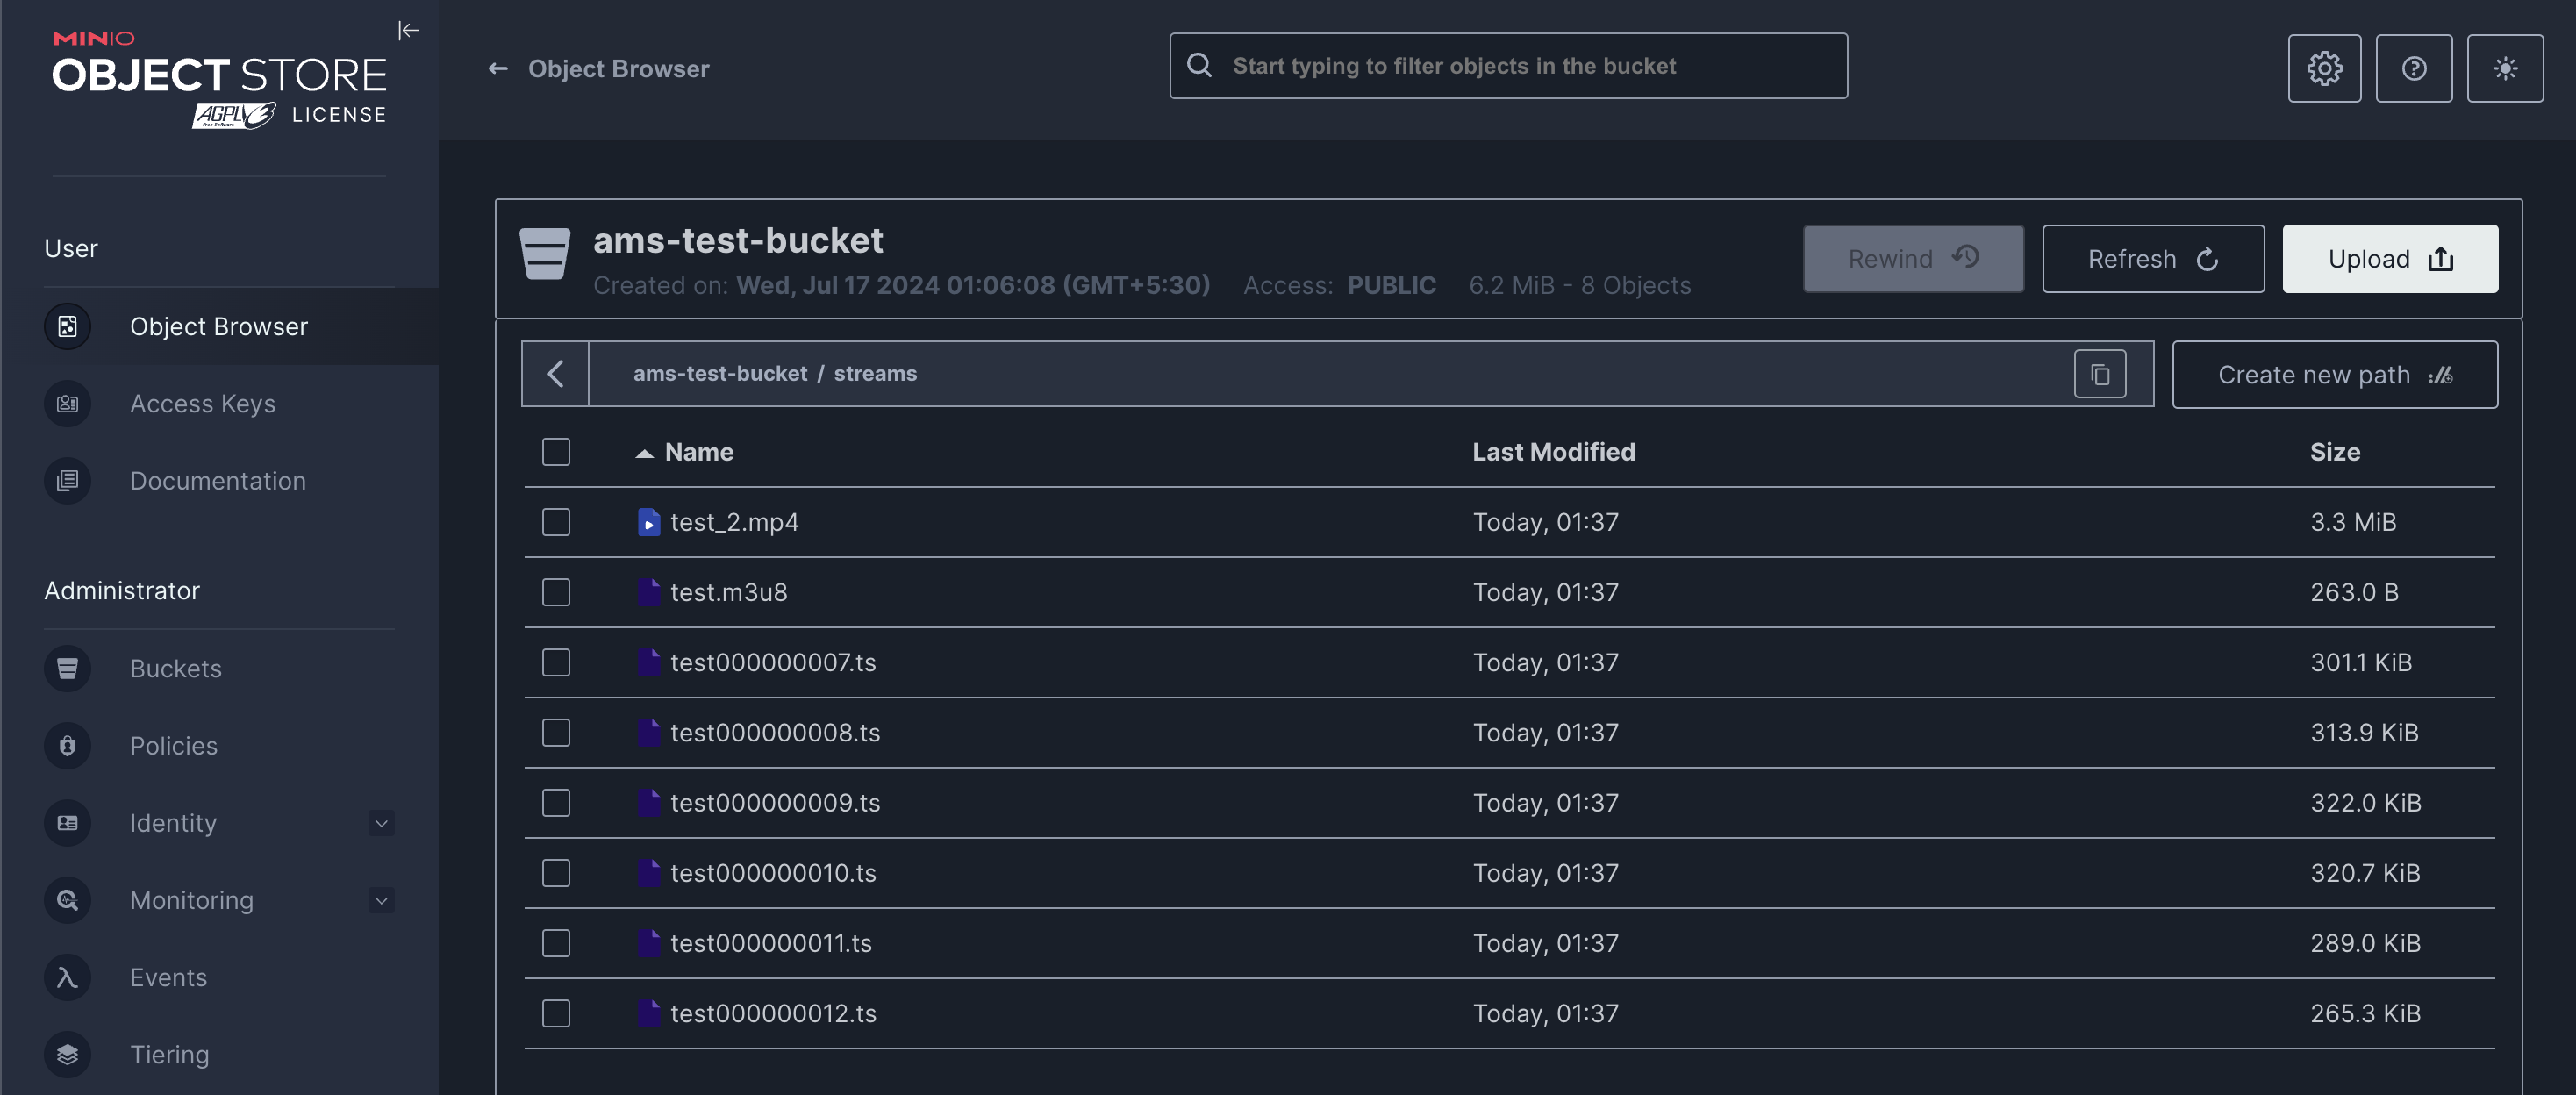 MINIO
OBJECT STORE
AGPLv3 Free Software LICENSE
User
Object Browser
Access Keys
Documentation
Administrator
Buckets
Policies
Identity
Monitoring
Events
Tiering
Object Browser
Start typing to filter objects in the bucket
ams-test-bucket
Created on: Wed, Jul 17 2024 01:06:08 (GMT+5:30) Access: PUBLIC 6.2 MiB - 8 Objects
Rewind Refresh Upload
ams-test-bucket / streams
Create new path
Name Last Modified Size
test_2.mp4 Today, 01:37 3.3 MiB
test.m3u8 Today, 01:37 263.0 B
test000000007.ts Today, 01:37 301.1 KiB
test000000008.ts Today, 01:37 313.9 KiB
test000000009.ts Today, 01:37 322.0 KiB
test000000010.ts Today, 01:37 320.7 KiB
test000000011.ts Today, 01:37 289.0 KiB
test000000012.ts Today, 01:37 265.3 KiB